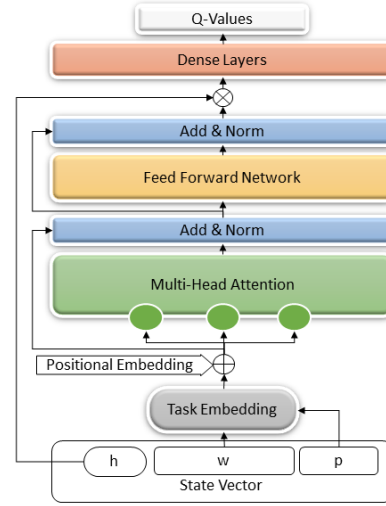 Q-Values
Dense Layers
Add & Norm
Feed Forward Network
Add & Norm
Multi-Head Attention
Positional Embedding
Task Embedding
h
w
p
State Vector